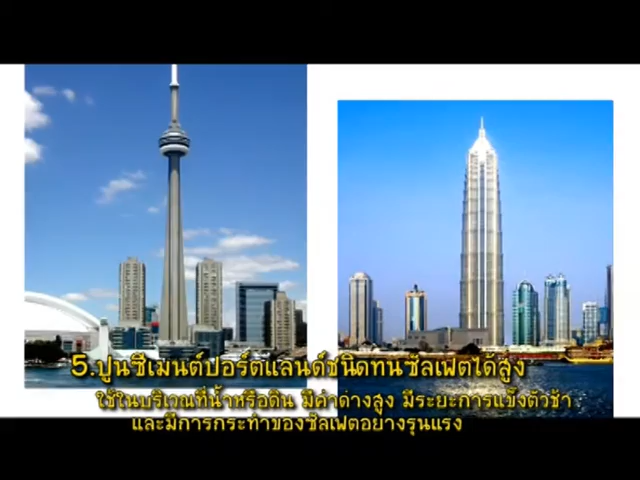 5.ปูนซีเมนต์ปอร์ตแลนด์ชนิดทนซัลเฟตได้สูง
ใช้ในบริเวณที่น้ำหรือดิน มีค่าด่างสูง มีระยะการแข็งตัวช้า
และมีการกระทำของซัลเฟตอย่างรุนแรง